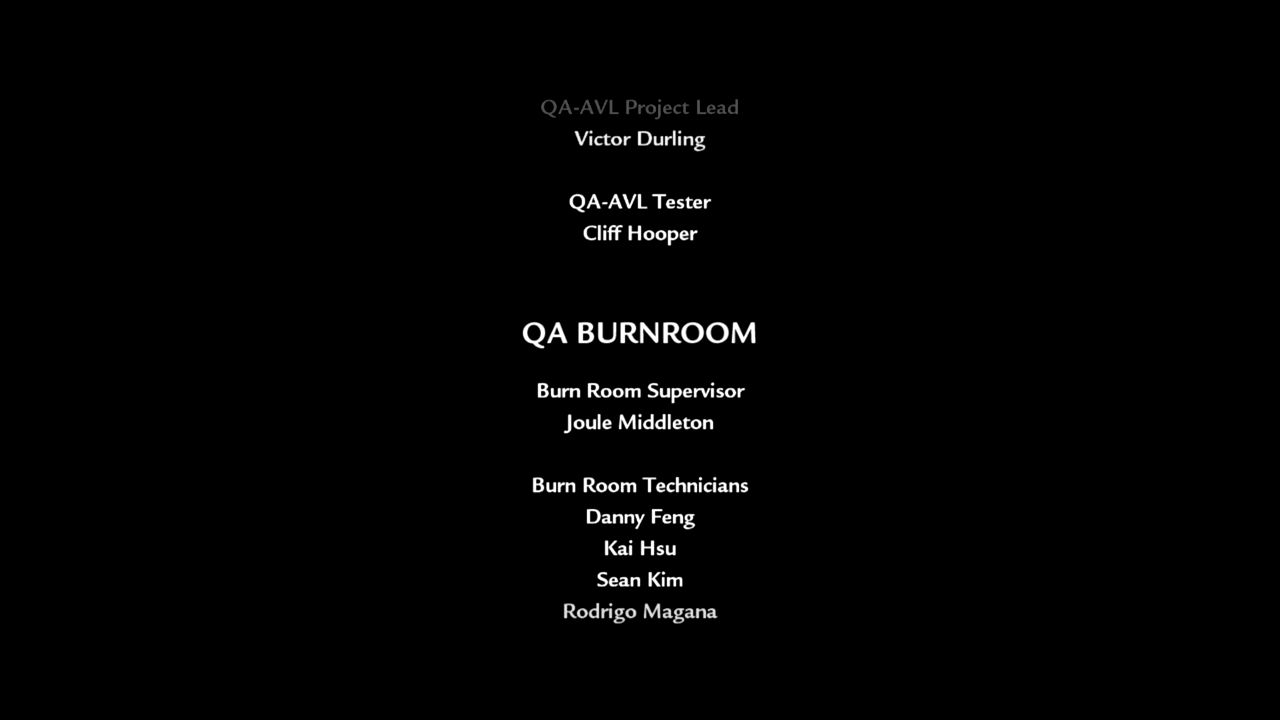 QA-AVL Project Lead
Victor Durling
QA-AVL Tester
Cliff Hooper
QA BURNROOM
Burn Room Supervisor
Joule Middleton
Burn Room Technicians
Danny Feng
Kai Hsu
Sean Kim
Rodrigo Magana